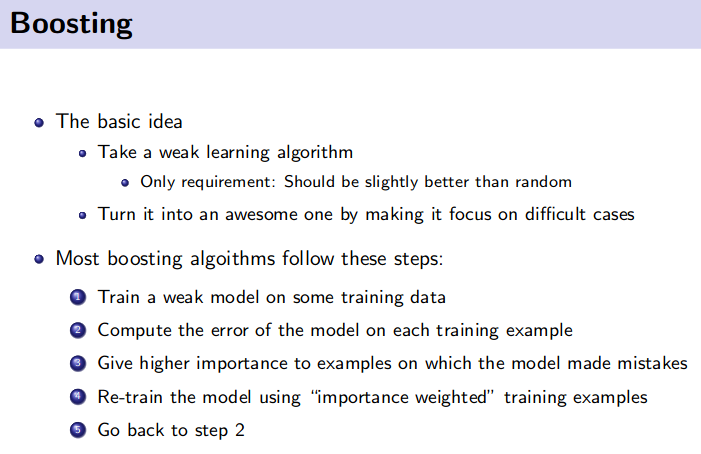 Boosting
The basic idea
Take a weak learning algorithm
Only requirement: Should be slightly better than random
Turn it into an awesome one by making it focus on difficult cases
Most boosting algoithms follow these steps:
1 Train a weak model on some training data
2 Compute the error of the model on each training example
3 Give higher importance to examples on which the model made mistakes
4 Re-train the model using “importance weighted” training examples
5 Go back to step 2